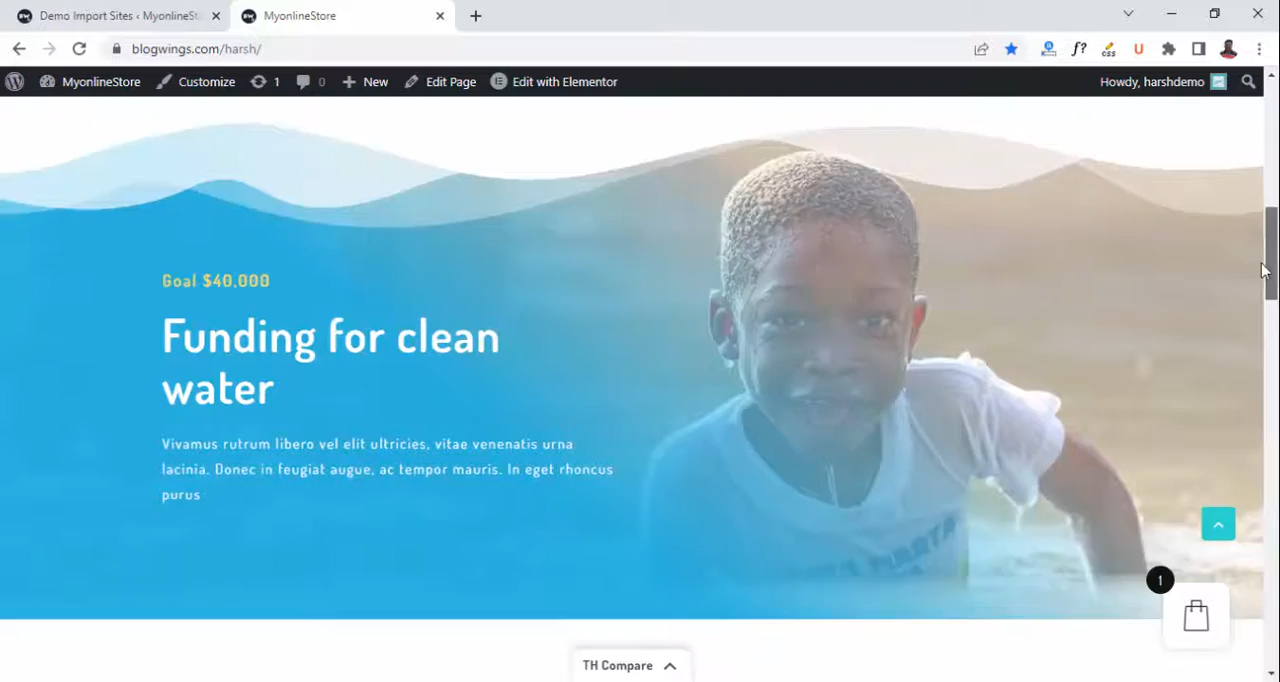 Demo Import Sites ‹ MyonlineSt
MyonlineStore
blogwings.com/harsh/
MyonlineStore
Customize
1
0
New
Edit Page
Edit with Elementor
Howdy, harshdemo
Goal $40,000
Funding for clean
water
Vivamus rutrum libero vel elit ultricies, vitae venenatis urna
lacinia. Donec in feugiat augue, ac tempor mauris. In eget rhoncus
purus
1
TH Compare